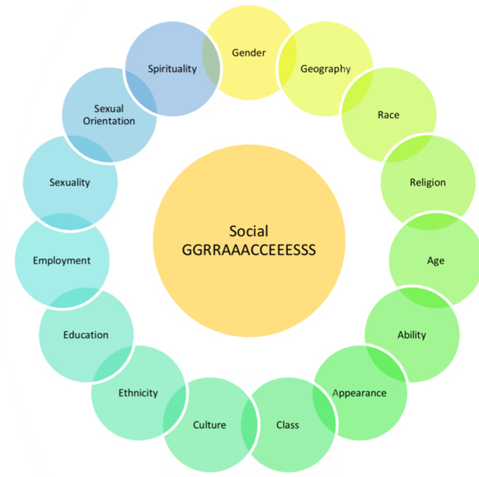 Gender
Geography
Race
Religion
Age
Ability
Appearance
Class
Culture
Ethnicity
Education
Employment
Sexuality
Sexual
Orientation
Spirituality
Social
GGRRAAACCEEESSS